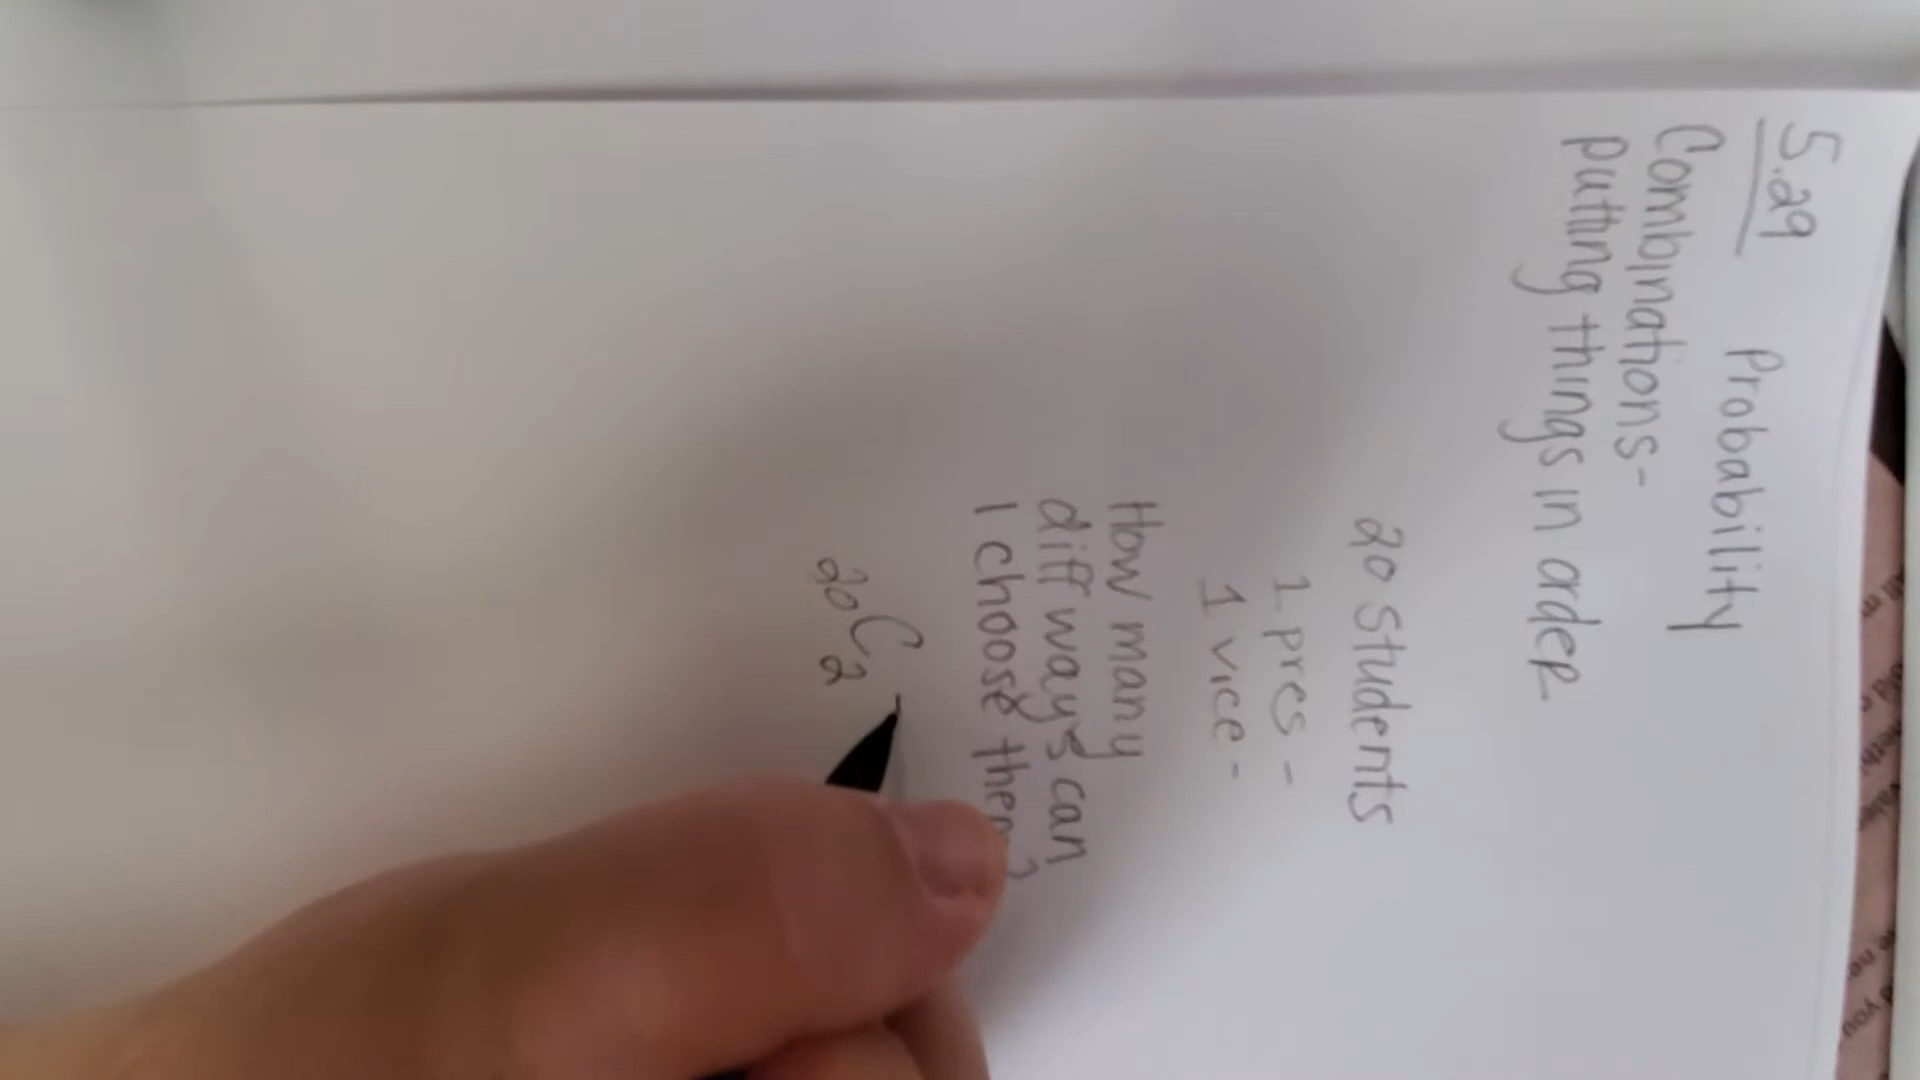 5.29 Probability
Combinations-
putting things in order
20 students
1 pres -
1 vice -
How many
diff ways can
I choose them?
20C2